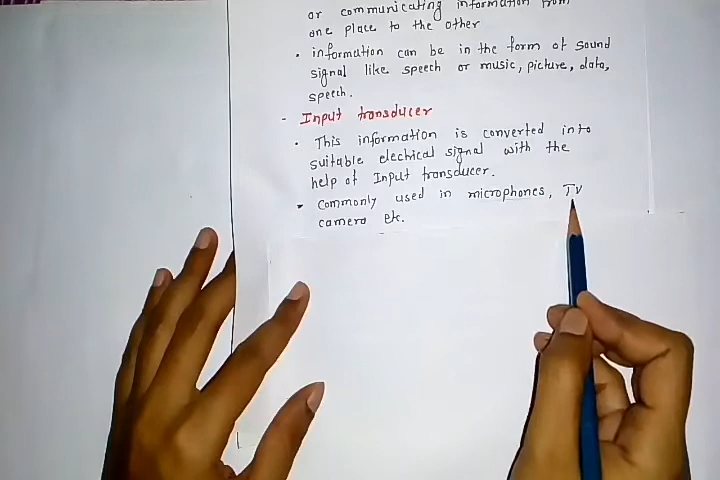 or communicating information from
one place to the other
• information can be in the form of sound
signal like speech or music, picture, data,
speech.
- Input transducer
• This information is converted into
suitable electrical signal with the
help of Input transducer.
• commonly used in microphones, TV
camera etc.